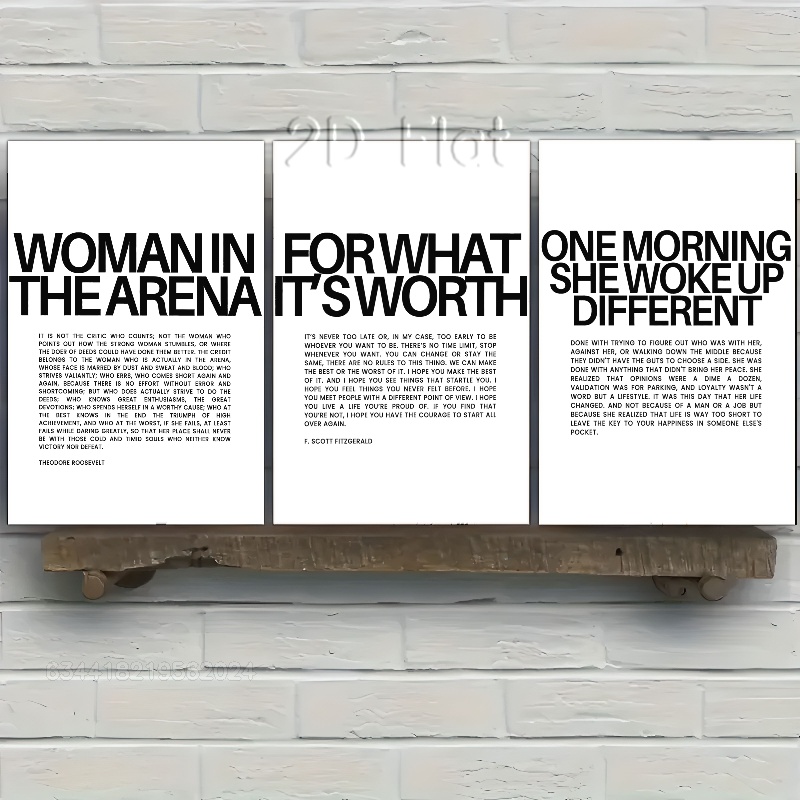 2D Flat
WOMAN IN
THE ARENA
IT IS NOT THE CRITIC WHO COUNTS; NOT THE WOMAN WHO
POINTS OUT HOW THE STRONG WOMAN STUMBLES, OR WHERE
THE DOER OF DEEDS COULD HAVE DONE THEM BETTER. THE CREDIT
BELONGS TO THE WOMAN WHO IS ACTUALLY IN THE ARENA,
WHOSE FACE IS MARRED BY DUST AND SWEAT AND BLOOD; WHO
STRIVES VALIANTLY; WHO ERRS, WHO COMES SHORT AGAIN AND
AGAIN, BECAUSE THERE IS NO EFFORT WITHOUT ERROR AND
SHORTCOMING; BUT WHO DOES ACTUALLY STRIVE TO DO THE
DEEDS; WHO KNOWS GREAT ENTHUSIASMS, THE GREAT
DEVOTIONS; WHO SPENDS HERSELF IN A WORTHY CAUSE; WHO AT
THE BEST KNOWS IN THE END THE TRIUMPH OF HIGH
ACHIEVEMENT, AND WHO AT THE WORST, IF SHE FAILS, AT LEAST
FAILS WHILE DARING GREATLY, SO THAT HER PLACE SHALL NEVER
BE WITH THOSE COLD AND TIMID SOULS WHO NEITHER KNOW
VICTORY NOR DEFEAT.
THEODORE ROOSEVELT
FOR WHAT
IT'S WORTH
IT'S NEVER TOO LATE OR, IN MY CASE, TOO EARLY TO BE
WHOEVER YOU WANT TO BE. THERE'S NO TIME LIMIT, STOP
WHENEVER YOU WANT. YOU CAN CHANGE OR STAY THE
SAME, THERE ARE NO RULES TO THIS THING. WE CAN MAKE
THE BEST OR THE WORST OF IT. I HOPE YOU MAKE THE BEST
OF IT. AND I HOPE YOU SEE THINGS THAT STARTLE YOU. I
HOPE YOU FEEL THINGS YOU NEVER FELT BEFORE. I HOPE
YOU MEET PEOPLE WITH A DIFFERENT POINT OF VIEW. I HOPE
YOU LIVE A LIFE YOU'RE PROUD OF. IF YOU FIND THAT
YOU'RE NOT, I HOPE YOU HAVE THE COURAGE TO START ALL
OVER AGAIN.
F. SCOTT FITZGERALD
ONE MORNING
SHE WOKE UP
DIFFERENT
DONE WITH TRYING TO FIGURE OUT WHO WAS WITH HER,
AGAINST HER, OR WALKING DOWN THE MIDDLE BECAUSE
THEY DIDN'T HAVE THE GUTS TO CHOOSE A SIDE. SHE WAS
DONE WITH ANYTHING THAT DIDN'T BRING HER PEACE. SHE
REALIZED THAT OPINIONS WERE A DIME A DOZEN,
VALIDATION WAS FOR PARKING, AND LOYALTY WASN'T A
WORD BUT A LIFESTYLE. IT WAS THIS DAY THAT HER LIFE
CHANGED. AND NOT BECAUSE OF A MAN OR A JOB BUT
BECAUSE SHE REALIZED THAT LIFE IS WAY TOO SHORT TO
LEAVE THE KEY TO YOUR HAPPINESS IN SOMEONE ELSE'S
POCKET.
634418219562024